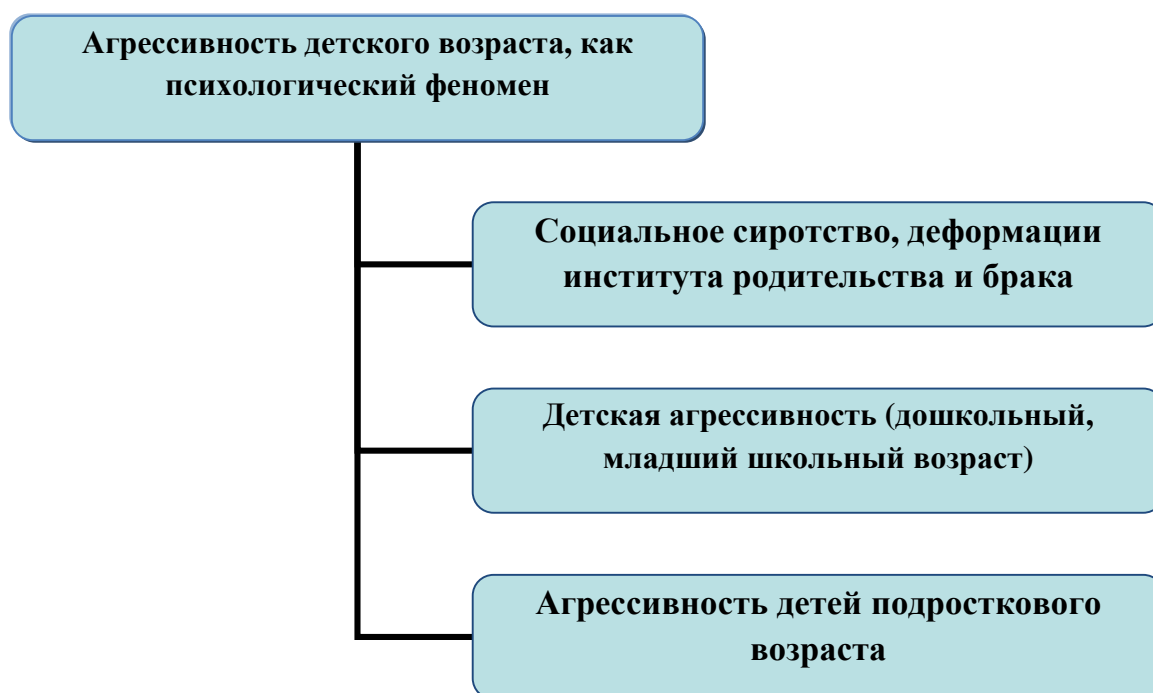 Агрессивность детского возраста, как
психологический феномен
Социальное сиротство, деформации
института родительства и брака
Детская агрессивность (дошкольный,
младший школьный возраст)
Агрессивность детей подросткового
возраста